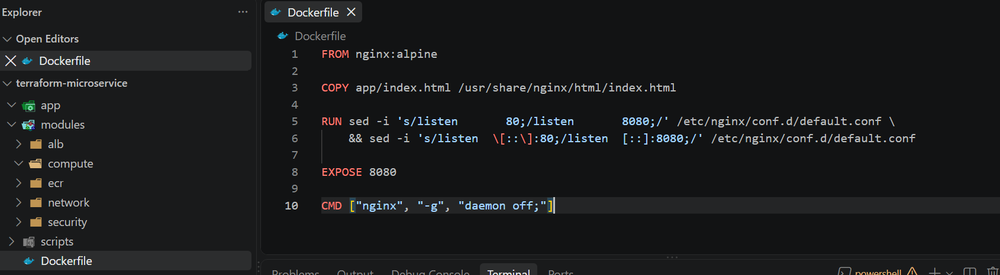 Explorer
Open Editors
Dockerfile
terraform-microservice
app
modules
alb
compute
ecr
network
security
scripts
Dockerfile
Dockerfile
Dockerfile
1 FROM nginx:alpine
2
3 COPY app/index.html /usr/share/nginx/html/index.html
4
5 RUN sed -i 's/listen       80;/listen       8080;/' /etc/nginx/conf.d/default.conf \
6     && sed -i 's/listen  \[::\]:80;/listen  [::]:8080;/' /etc/nginx/conf.d/default.conf
7
8 EXPOSE 8080
9
10 CMD ["nginx", "-g", "daemon off;"]
Problems Output Debug Console Terminal Ports
powershell